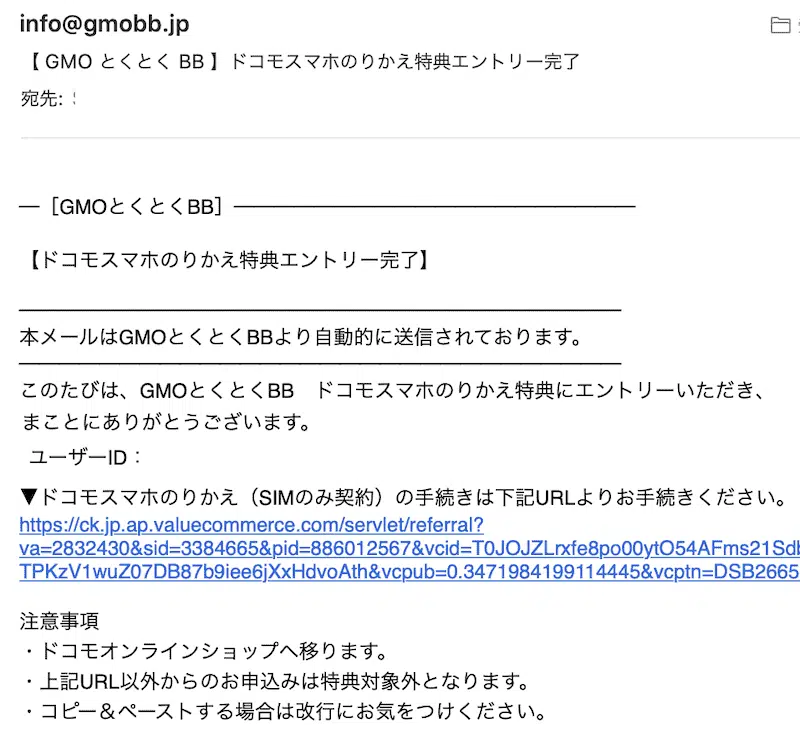 info@gmobb.jp
【 GMO とくとく BB 】ドコモスマホのりかえ特典エントリー完了
宛先:
― [GMOとくとくBB] ――――――――――――――――――――
【ドコモスマホのりかえ特典エントリー完了】
――――――――――――――――――――――――――――――
本メールはGMOとくとくBBより自動的に送信されております。
――――――――――――――――――――――――――――――
このたびは、GMOとくとくBB　ドコモスマホのりかえ特典にエントリーいただき、
まことにありがとうございます。
ユーザーID：
▼ドコモスマホのりかえ（SIMのみ契約）の手続きは下記URLよりお手続きください。
https://ck.jp.ap.valuecommerce.com/servlet/referral?
va=2832430&sid=3384665&pid=886012567&vcid=T0JOJZLrxfe8po00ytO54AFms21Sdb
TPKzV1wuZ07DB87b9iee6jXxHdvoAth&vcpub=0.3471984199114445&vcptn=DSB2665
注意事項
・ドコモオンラインショップへ移ります。
・上記URL以外からのお申込みは特典対象外となります。
・コピー＆ペーストする場合は改行にお気をつけください。